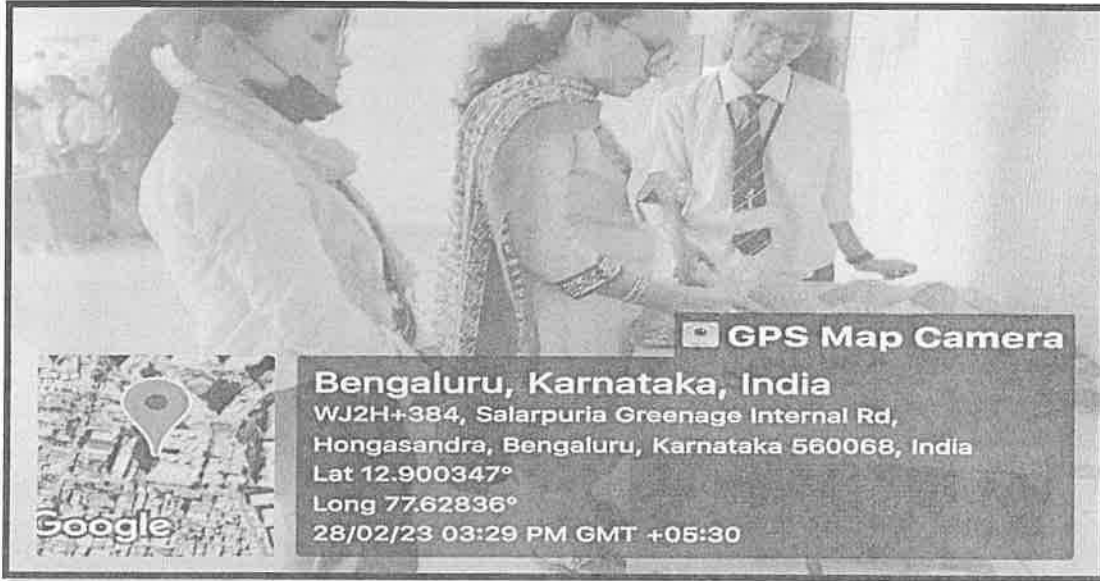 GPS Map Camera
Bengaluru, Karnataka, India
WJ2H+384, Salarpuria Greenage Internal Rd,
Hongasandra, Bengaluru, Karnataka 560068, India
Lat 12.900347°
Long 77.62836°
28/02/23 03:29 PM GMT +05:30
Google